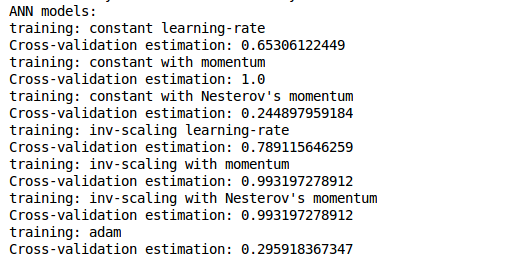 ANN models:
training: constant learning-rate
Cross-validation estimation: 0.65306122449
training: constant with momentum
Cross-validation estimation: 1.0
training: constant with Nesterov's momentum
Cross-validation estimation: 0.244897959184
training: inv-scaling learning-rate
Cross-validation estimation: 0.789115646259
training: inv-scaling with momentum
Cross-validation estimation: 0.993197278912
training: inv-scaling with Nesterov's momentum
Cross-validation estimation: 0.993197278912
training: adam
Cross-validation estimation: 0.295918367347